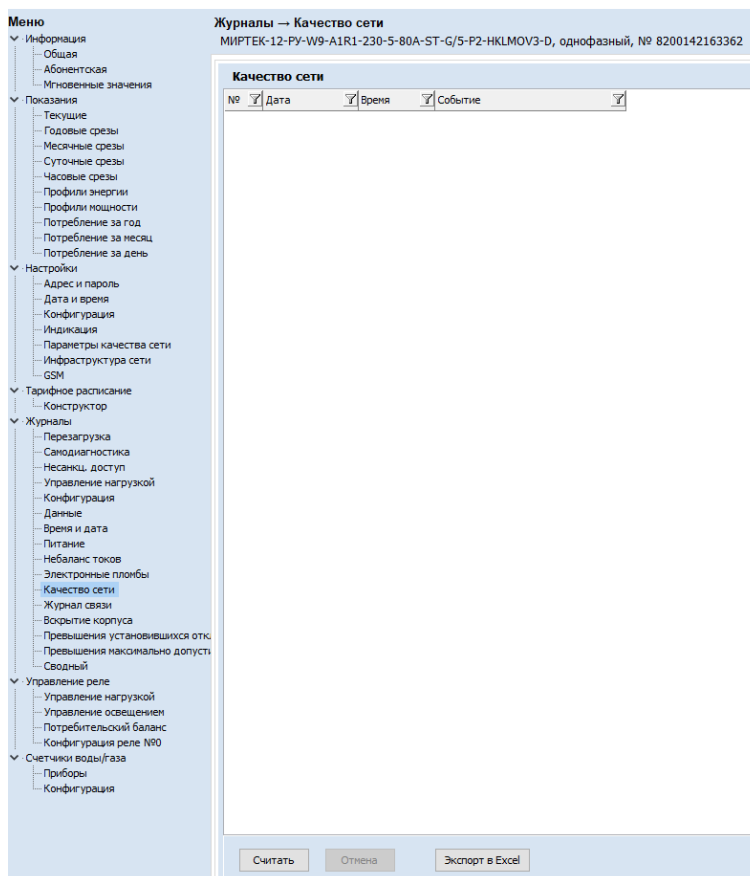 Меню
Информация
Общая
Абонентская
Мгновенные значения
Показания
Текущие
Годовые срезы
Месячные срезы
Суточные срезы
Часовые срезы
Профили энергии
Профили мощности
Потребление за год
Потребление за месяц
Потребление за день
Настройки
Адрес и пароль
Дата и время
Конфигурация
Индикация
Параметры качества сети
Инфраструктура сети
GSM
Тарифное расписание
Конструктор
Журналы
Перезагрузка
Самодиагностика
Несанкц. доступ
Управление нагрузкой
Конфигурация
Данные
Время и дата
Питание
Небаланс токов
Электронные пломбы
Качество сети
Журнал связи
Вскрытие корпуса
Превышения установившихся отк
Превышения максимально допусти
Сводный
Управление реле
Управление нагрузкой
Управление освещением
Потребительский баланс
Конфигурация реле №0
Счетчики воды/газа
Приборы
Конфигурация
Журналы → Качество сети
МИРТЕК-12-РУ-W9-A1R1-230-5-80A-ST-G/5-P2-HKLMOV3-D, однофазный, № 8200142163362
Качество сети
№ Дата Время Событие
Считать Отмена Экспорт в Excel